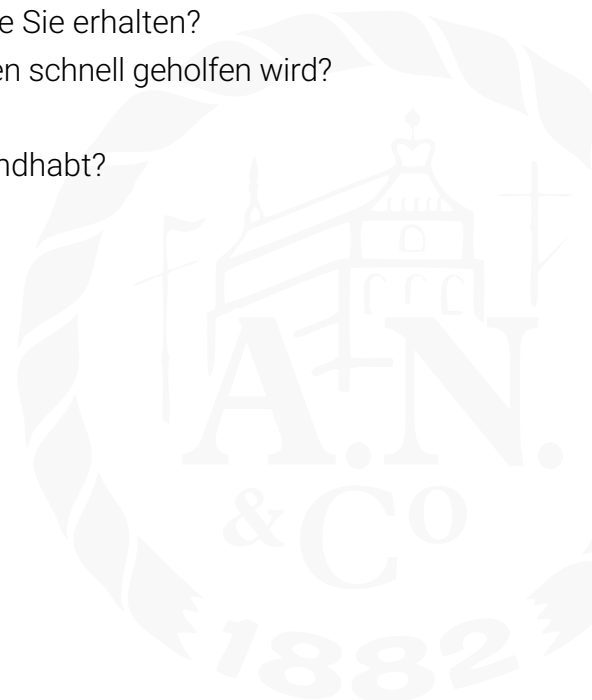 e Sie erhalten?
en schnell geholfen wird?
ndhabt?
A.N.
& Co
1882